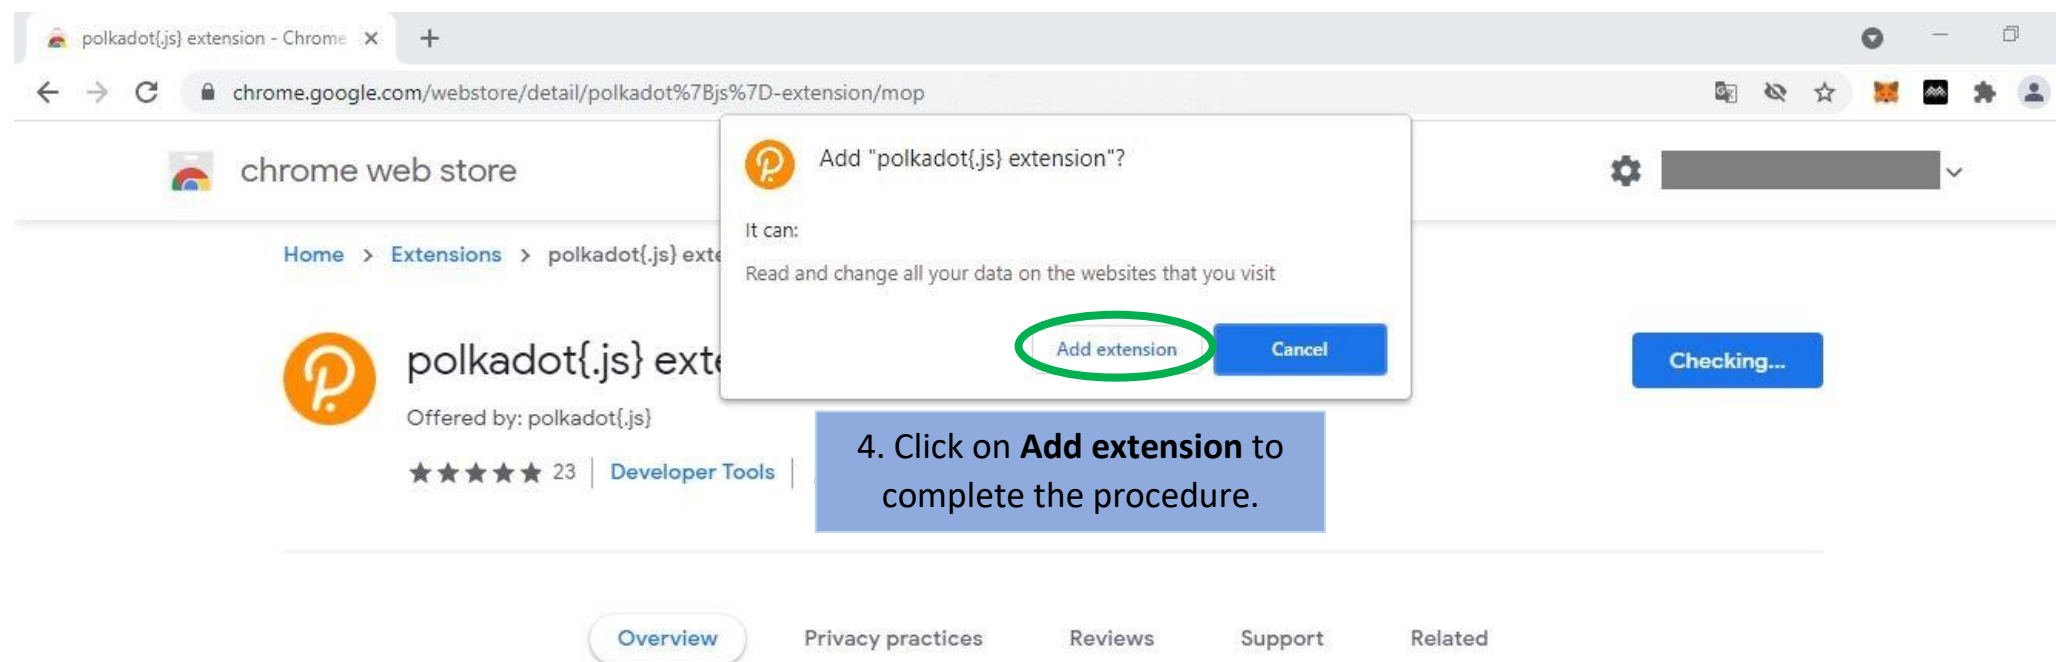 polkadot{.js} extension - Chrome
chrome.google.com/webstore/detail/polkadot%7Bjs%7D-extension/mop
chrome web store
Add "polkadot{.js} extension"?
It can:
Read and change all your data on the websites that you visit
Add extension
Cancel
Home > Extensions > polkadot{.js} exte
polkadot{.js} exte
Checking...
Offered by: polkadot{.js}
★★★★★ 23 | Developer Tools |
4. Click on Add extension to
complete the procedure.
Overview Privacy practices Reviews Support Related